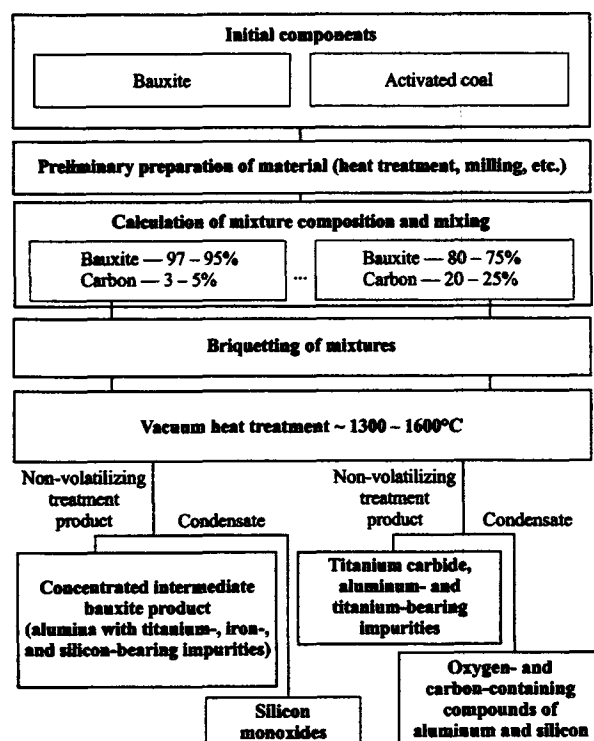 Initial components
Bauxite
Activated coal
Preliminary preparation of material (heat treatment, milling, etc.)
Calculation of mixture composition and mixing
Bauxite — 97 – 95%
Carbon — 3 – 5%
...
Bauxite — 80 – 75%
Carbon — 20 – 25%
Briquetting of mixtures
Vacuum heat treatment ~ 1300 – 1600°C
Non-volatilizing
treatment
product
Condensate
Non-volatilizing
treatment
product
Condensate
Concentrated intermediate
bauxite product
(alumina with titanium-, iron-,
and silicon-bearing impurities)
Silicon
monoxides
Titanium carbide,
aluminum- and
titanium-bearing
impurities
Oxygen- and
carbon-containing
compounds of
aluminum and silicon